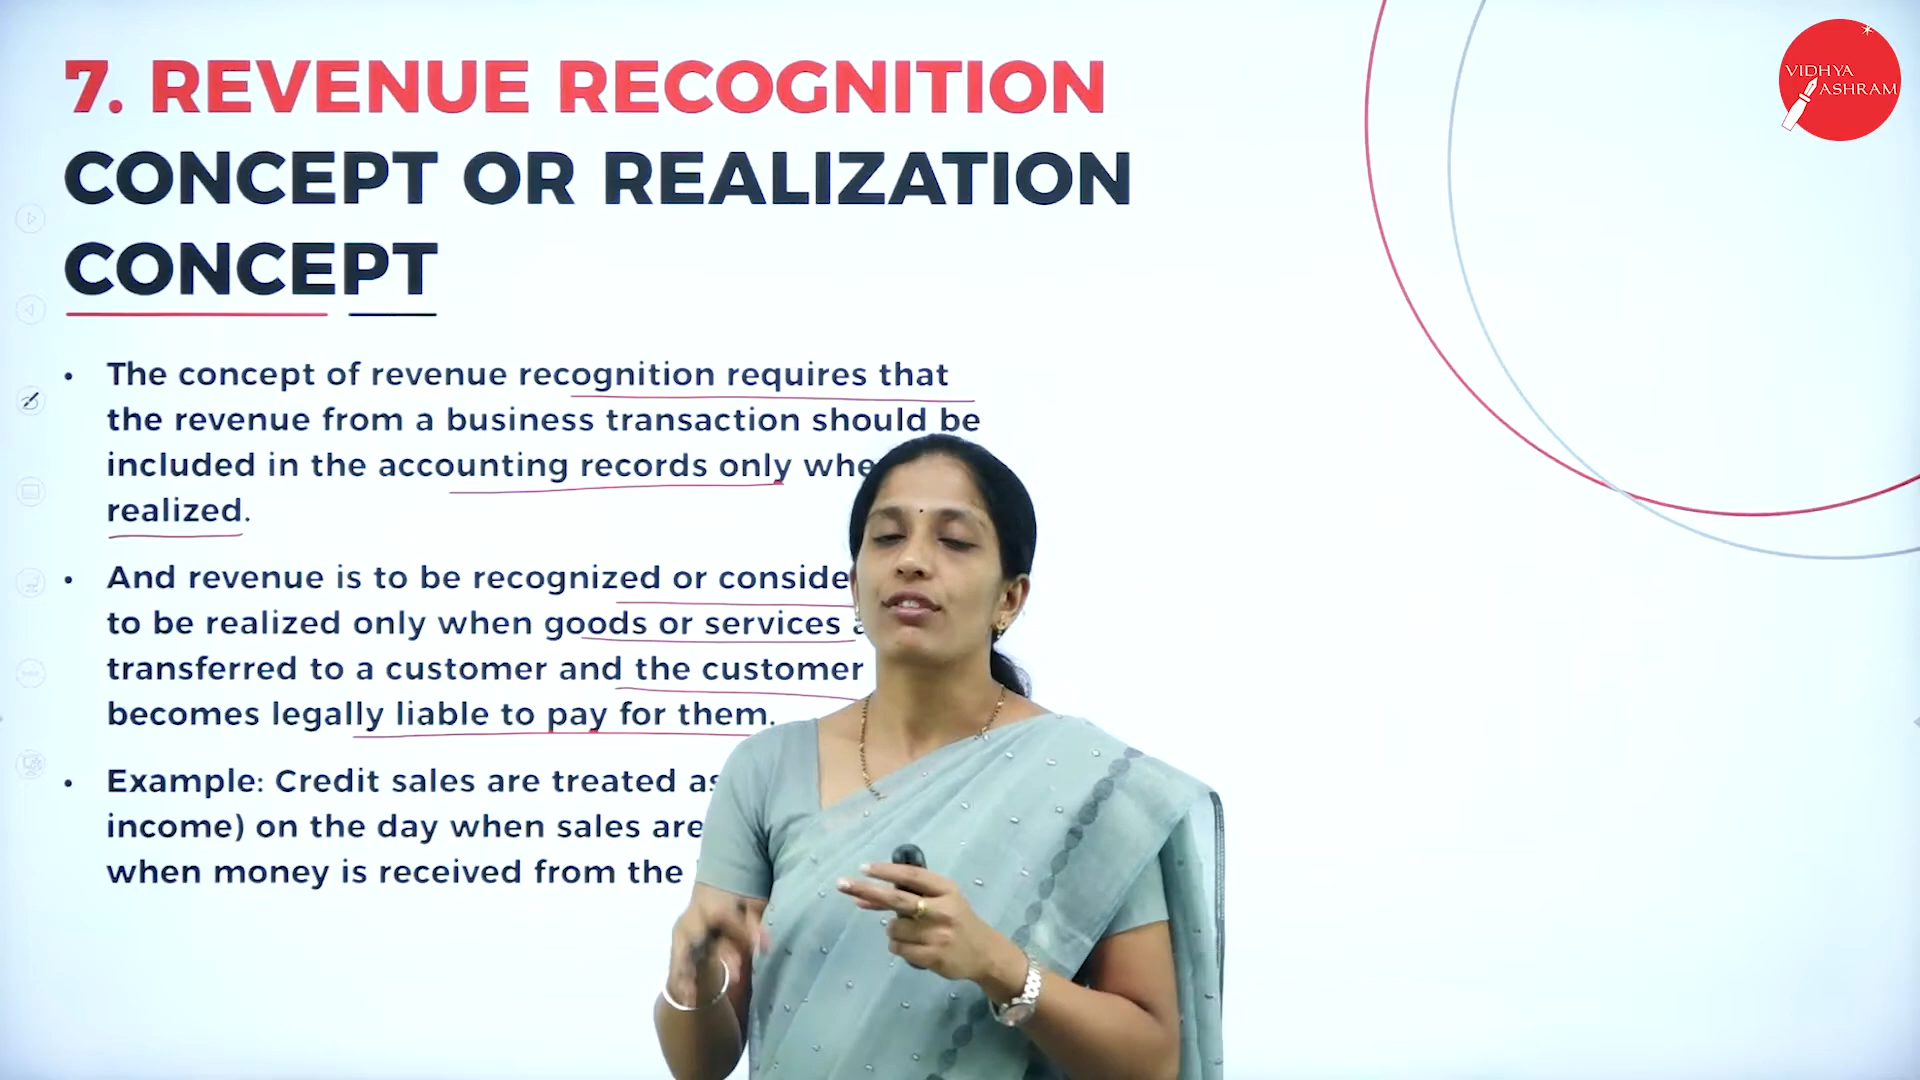 7. REVENUE RECOGNITION
CONCEPT OR REALIZATION
CONCEPT
VIDHYA
ASHRAM
• The concept of revenue recognition requires that
the revenue from a business transaction should be
included in the accounting records only
realized.
• And revenue is to be recognized or
to be realized only when goods or services
transferred to a customer and the customer
becomes legally liable to pay for them.
• Example: Credit sales are treated as
income) on the day when sales are
when money is received from the